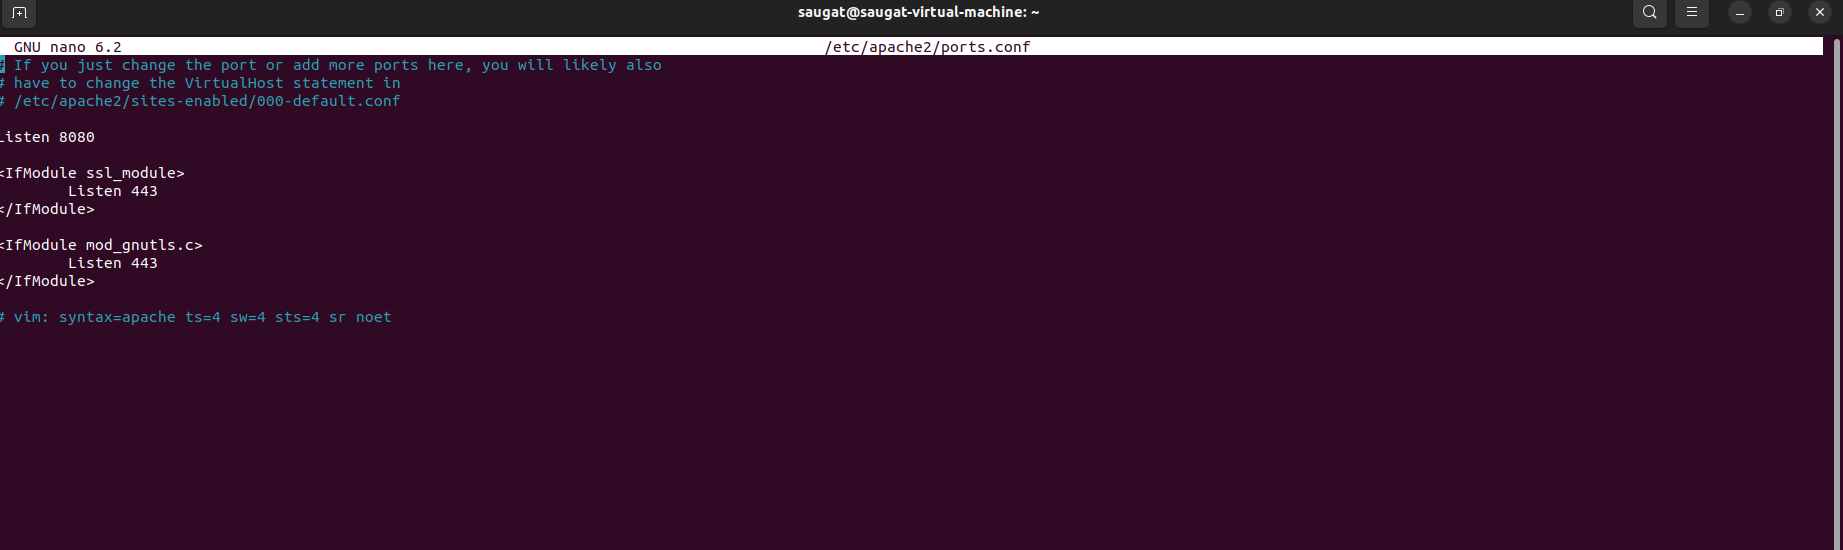 saugat@saugat-virtual-machine: ~
GNU nano 6.2 /etc/apache2/ports.conf
# If you just change the port or add more ports here, you will likely also
# have to change the VirtualHost statement in
# /etc/apache2/sites-enabled/000-default.conf
Listen 8080
<IfModule ssl_module>
Listen 443
</IfModule>
<IfModule mod_gnutls.c>
Listen 443
</IfModule>
# vim: syntax=apache ts=4 sw=4 sts=4 sr noet